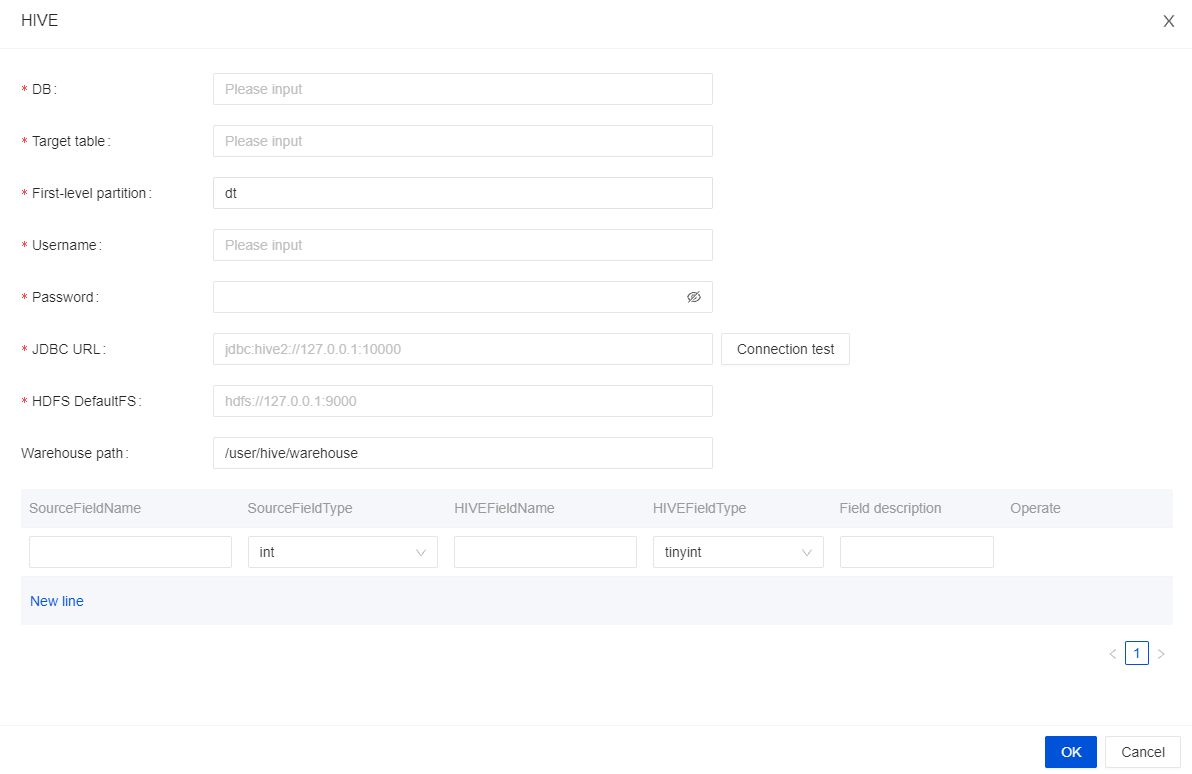 HIVE
* DB:
Please input
* Target table:
Please input
* First-level partition:
dt
* Username:
Please input
* Password:
* JDBC URL:
jdbc:hive2://127.0.0.1:10000
Connection test
* HDFS DefaultFS:
hdfs://127.0.0.1:9000
Warehouse path:
/user/hive/warehouse
SourceFieldName SourceFieldType HIVEFieldName HIVEFieldType Field description Operate
int tinyint
New line
1
OK Cancel